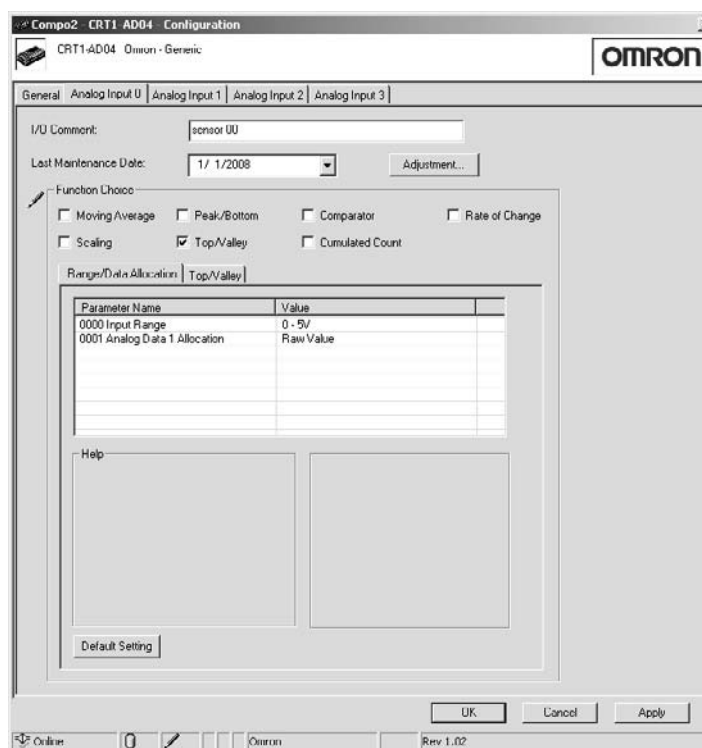 Compo2 - CRT1-AD04 - Configuration
CRT1-AD04 Omron - Generic
OMRON
General Analog Input 0 Analog Input 1 Analog Input 2 Analog Input 3
I/O Comment: sensor 00
Last Maintenance Date: 1/ 1/2008 Adjustment...
Function Choice
Moving Average Peak/Bottom Comparator Rate of Change
Scaling Top/Valley Cumulated Count
Range/Data Allocation Top/Valley
Parameter Name Value
0000 Input Range 0 - 5V
0001 Analog Data 1 Allocation Raw Value
Help
Default Setting
OK Cancel Apply
Online Omron Rev 1.02